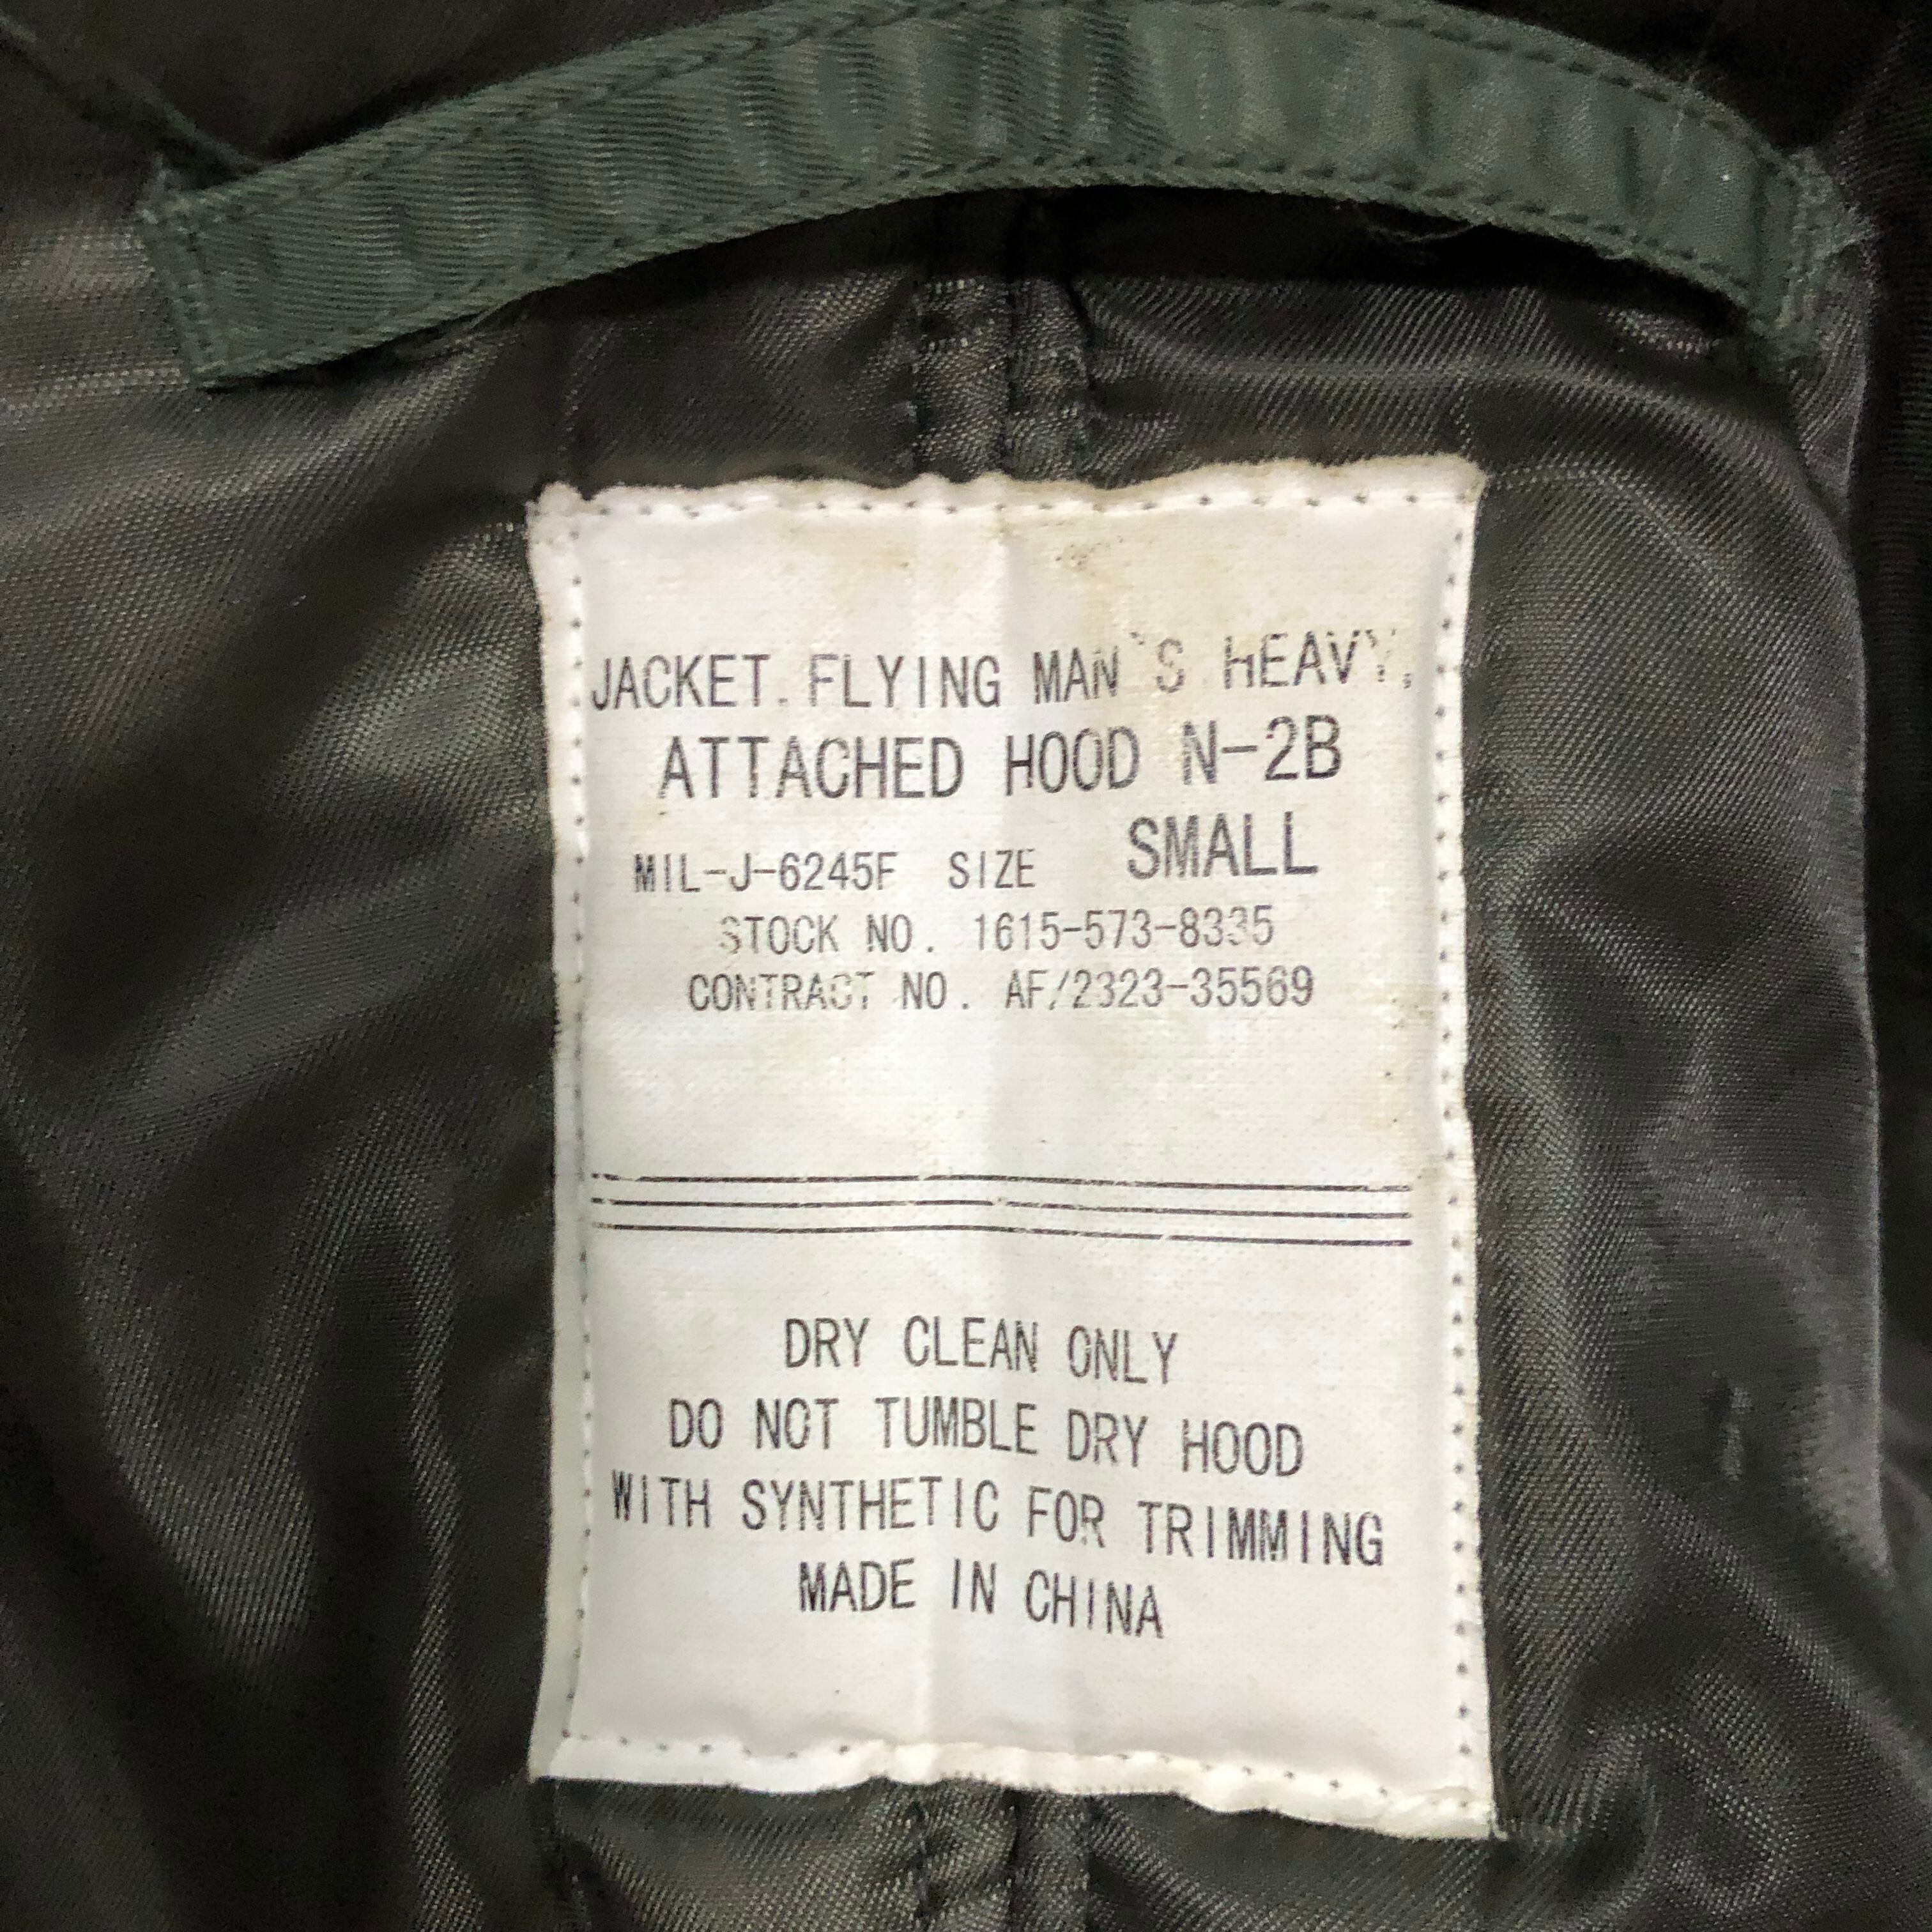 JACKET. FLYING MAN'S HEAVY,
ATTACHED HOOD N-2B
MIL-J-6245F SIZE SMALL
STOCK NO. 1615-573-8335
CONTRACT NO. AF/2323-35569
DRY CLEAN ONLY
DO NOT TUMBLE DRY HOOD
WITH SYNTHETIC FOR TRIMMING
MADE IN CHINA